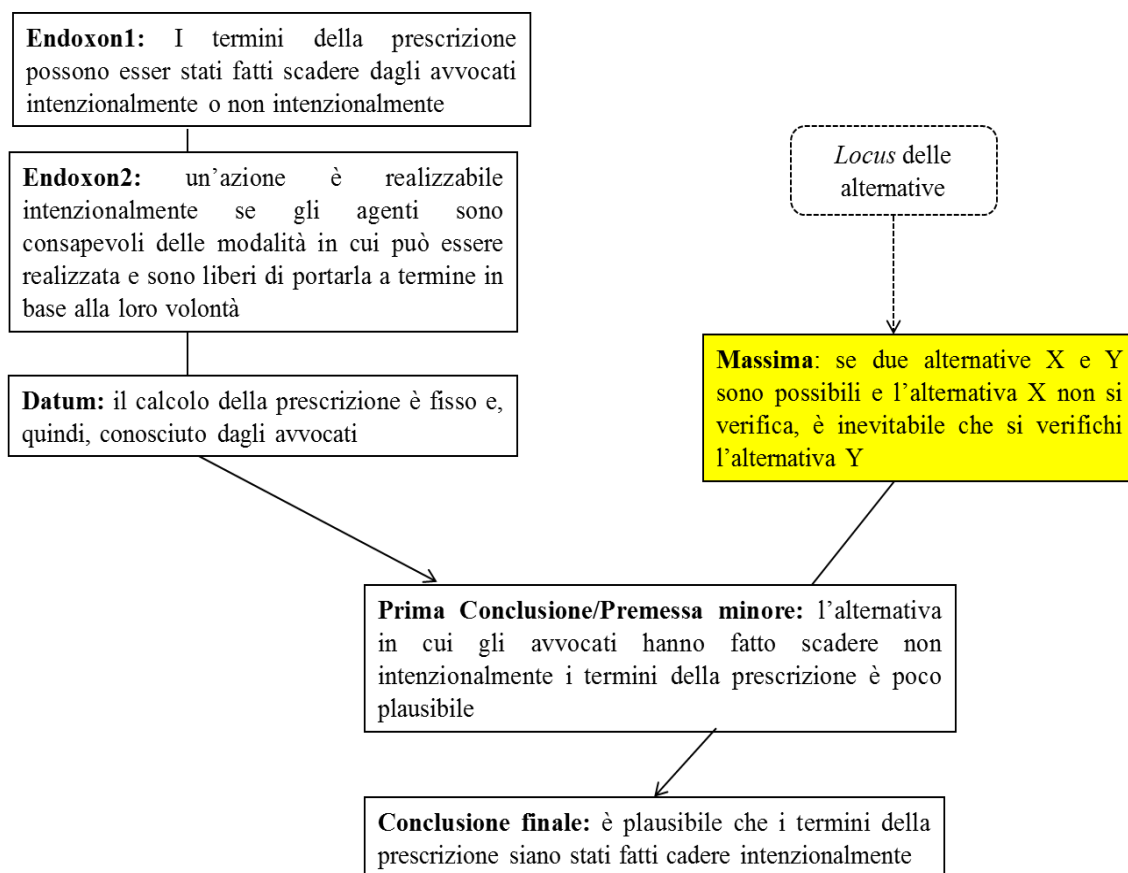 Endoxon1: I termini della prescrizione
possono esser stati fatti scadere dagli avvocati
intenzionalmente o non intenzionalmente
Endoxon2: un’azione è realizzabile
intenzionalmente se gli agenti sono
consapevoli delle modalità in cui può essere
realizzata e sono liberi di portarla a termine in
base alla loro volontà
Datum: il calcolo della prescrizione è fisso e,
quindi, conosciuto dagli avvocati
Locus delle
alternative
Massima: se due alternative X e Y
sono possibili e l’alternativa X non si
verifica, è inevitabile che si verifichi
l’alternativa Y
Prima Conclusione/Premessa minore: l’alternativa
in cui gli avvocati hanno fatto scadere non
intenzionalmente i termini della prescrizione è poco
plausibile
Conclusione finale: è plausibile che i termini della
prescrizione siano stati fatti cadere intenzionalmente